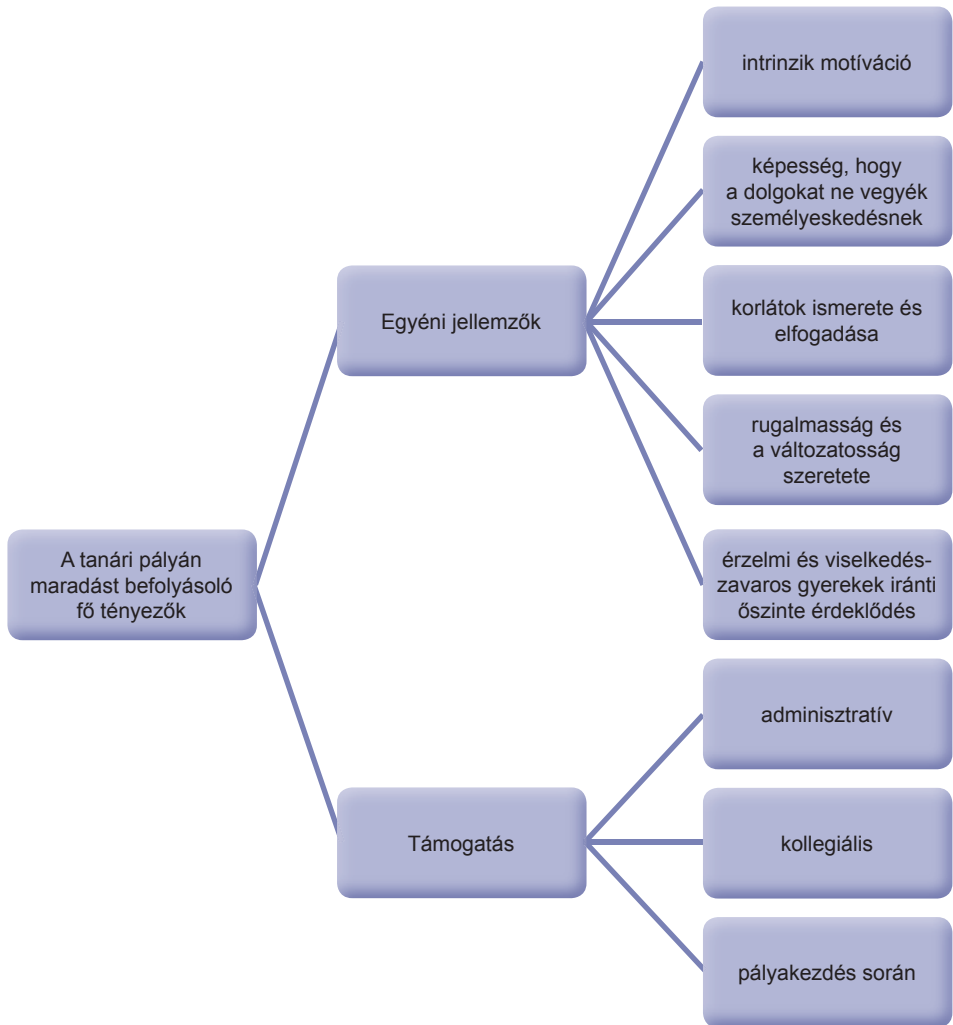 intrinzik motíváció
képesség, hogy
a dolgokat ne vegyék
személyeskedésnek
Egyéni jellemzők
korlátok ismerete és
elfogadása
rugalmasság és
a változatosság
szeretete
A tanári pályán
maradást befolyásoló
fő tényezők
érzelmi és viselkedés-
zavaros gyerekek iránti
őszinte érdeklődés
adminisztratív
Támogatás
kollegiális
pályakezdés során